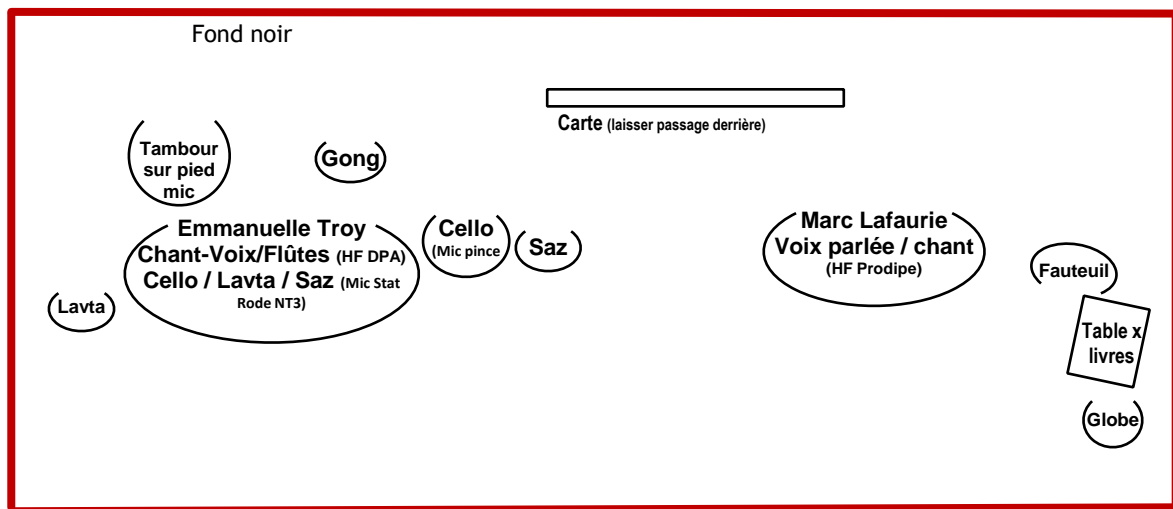 Fond noir
Carte (laisser passage derrière)
Tambour
sur pied
mic
Gong
Emmanuelle Troy
Chant-Voix/Flûtes (HF DPA)
Cello / Lavta / Saz (Mic Stat
Rode NT3)
Cello
(Mic pince
Saz
Marc Lafaurie
Voix parlée / chant
(HF Prodipe)
Fauteuil
Lavta
Table x
livres
Globe